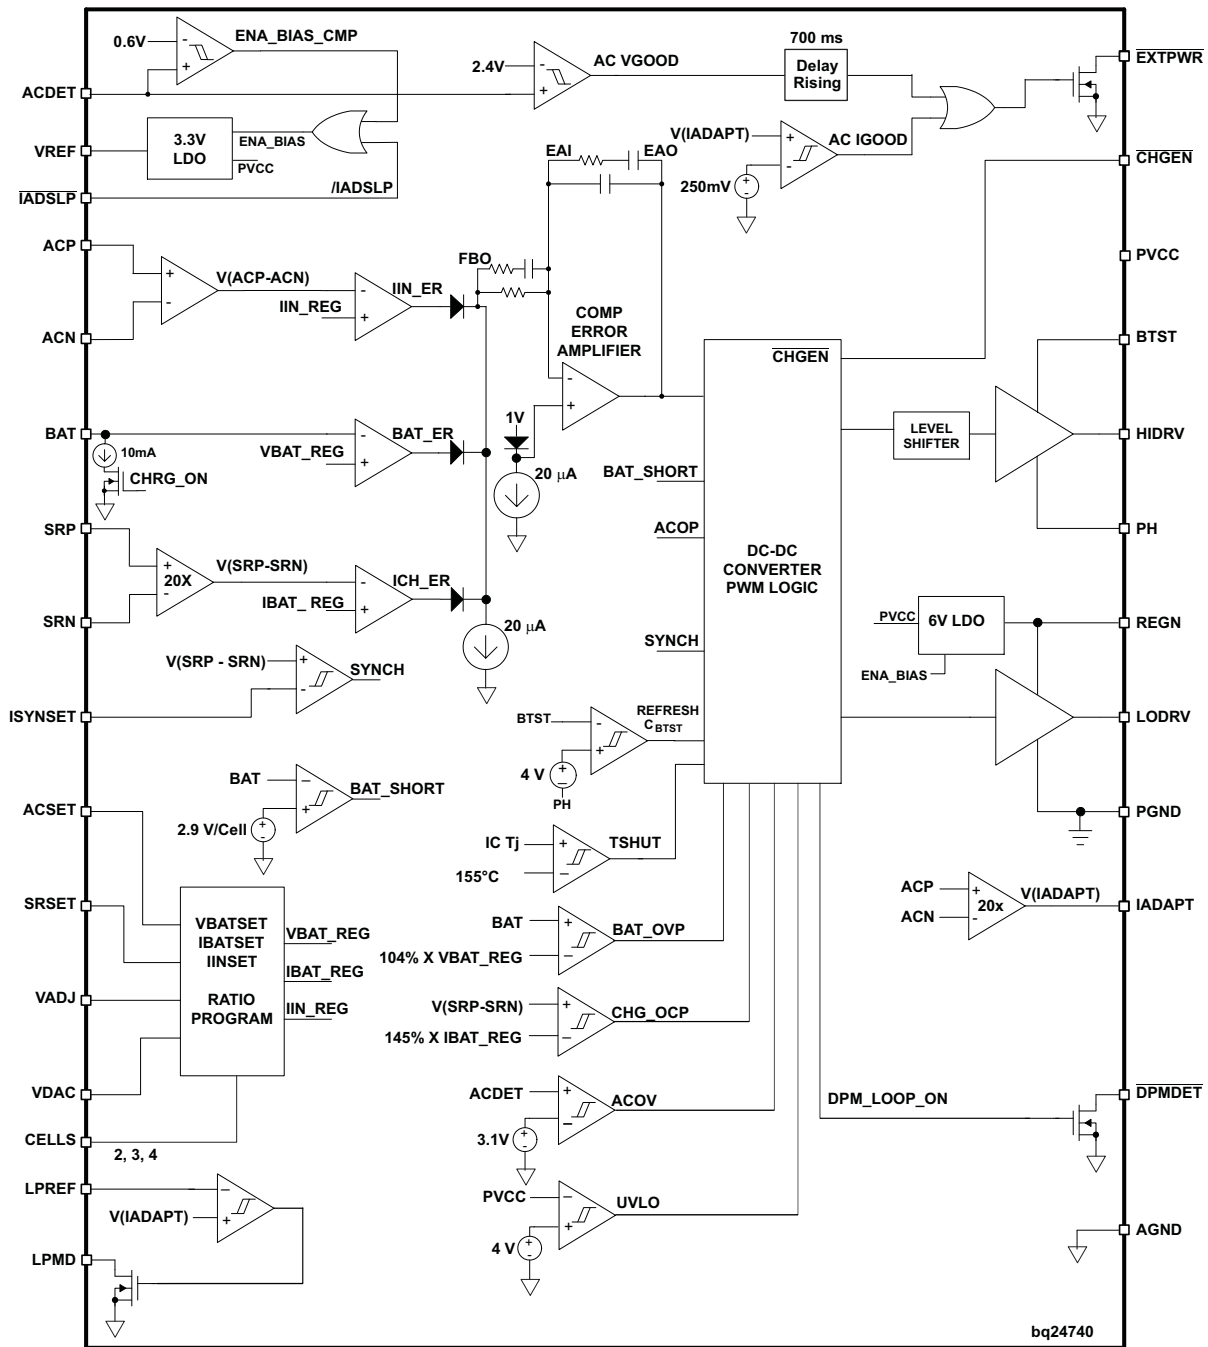 0.6V
-
+
ENA_BIAS_CMP
ACDET
2.4V
-
+
AC VGOOD
700 ms
Delay
Rising
EXTPWR
VREF
3.3V
LDO
ENA_BIAS
PVCC
IADSLP
/IADSLP
V(IADAPT)
+
-
AC IGOOD
250mV
+
-
CHGEN
EAI
EAO
ACP
ACN
+
-
V(ACP-ACN)
IIN_REG
-
+
IIN_ER
FBO
COMP
ERROR
AMPLIFIER
-
+
1V
20 µA
PVCC
BTST
CHGEN
LEVEL
SHIFTER
HIDRV
PH
BAT
10mA
CHRG_ON
VBAT_REG
-
+
BAT_ER
BAT_SHORT
ACOP
DC-DC
CONVERTER
PWM LOGIC
SRP
SRN
+
20X
-
V(SRP-SRN)
IBAT_ REG
-
+
ICH_ER
20 µA
SYNCH
PVCC
6V LDO
ENA_BIAS
REGN
V(SRP - SRN)
+
-
SYNCH
ISYNSET
LODRV
BTST
-
+
REFRESH
CBTST
4 V
+
-
PH
BAT
-
+
BAT_SHORT
2.9 V/Cell
+
-
PGND
ACSET
SRSET
VADJ
VDAC
CELLS
VBATSET
IBATSET
IINSET
RATIO
PROGRAM
VBAT_REG
IBAT_REG
IIN_REG
2, 3, 4
IC Tj
155°C
+
-
TSHUT
BAT
104% X VBAT_REG
+
-
BAT_OVP
V(SRP-SRN)
145% X IBAT_REG
+
-
CHG_OCP
ACDET
+
-
ACOV
3.1V
+
-
PVCC
-
+
UVLO
4 V
+
-
ACP
ACN
+
20x
-
V(IADAPT)
IADAPT
DPM_LOOP_ON
DPMDET
LPREF
V(IADAPT)
-
+
LPMD
AGND
bq24740